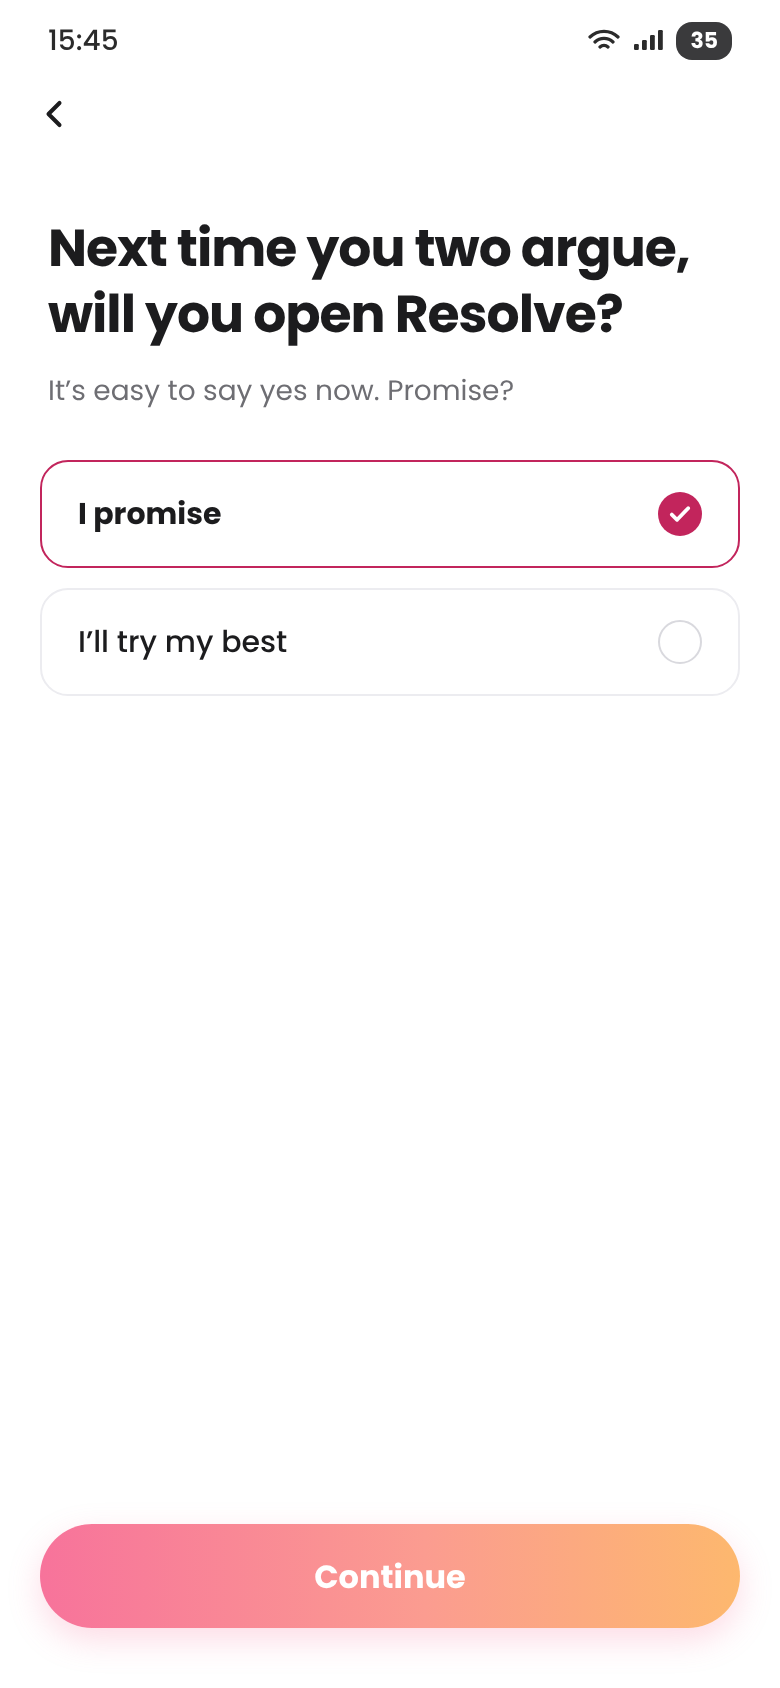 15:45
35
Next time you two argue,
will you open Resolve?
It’s easy to say yes now. Promise?
I promise
I’ll try my best
Continue